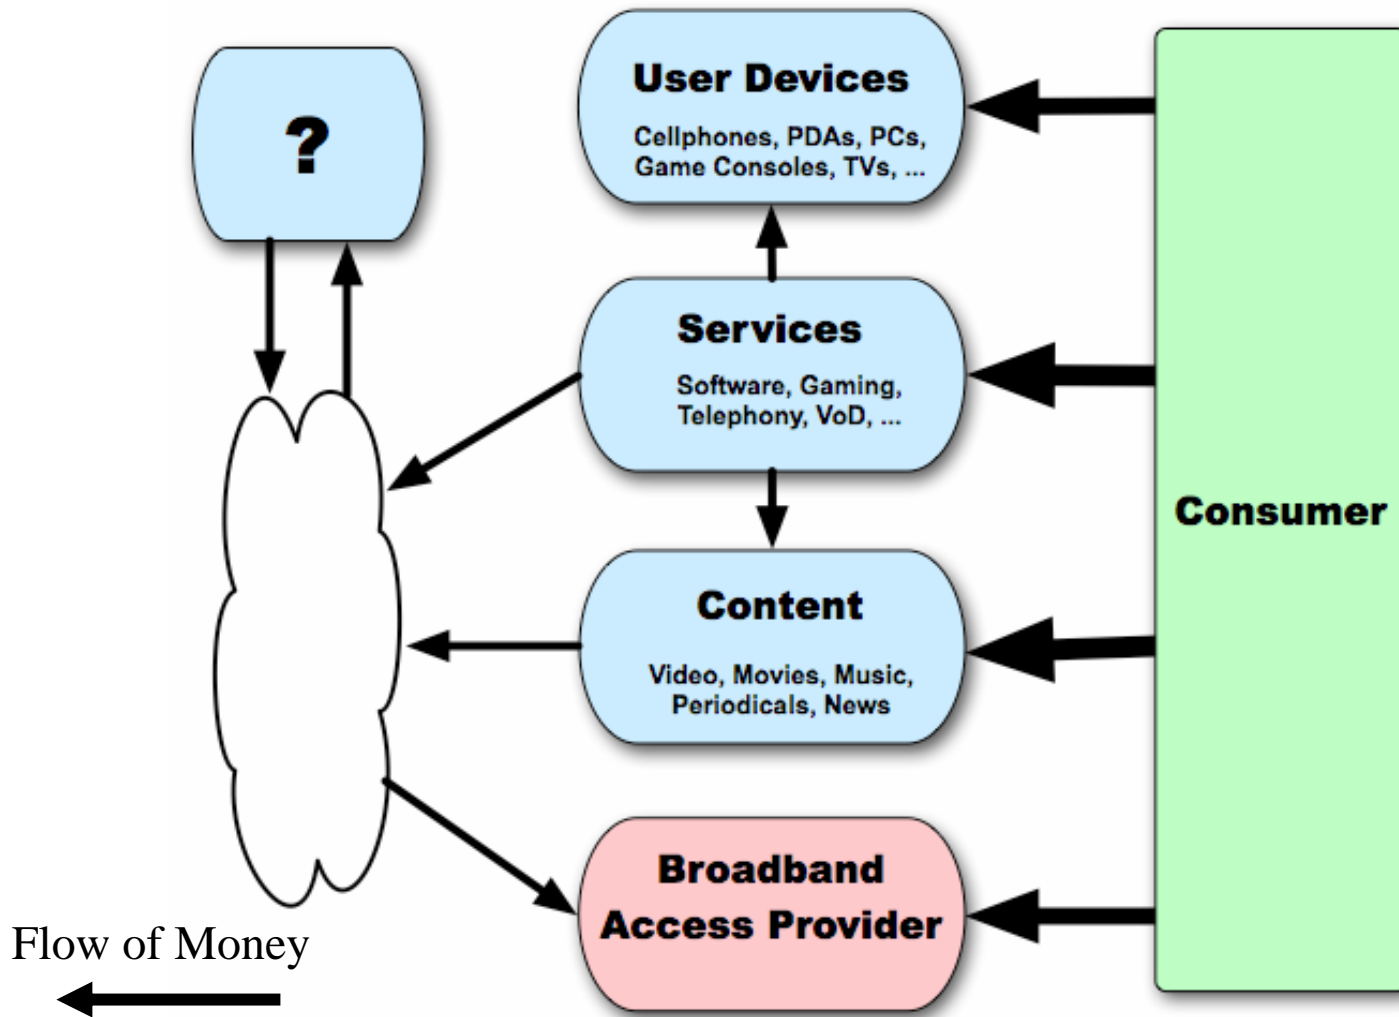 ?
User Devices
Cellphones, PDAs, PCs,
Game Consoles, TVs, ...
Services
Software, Gaming,
Telephony, VoD, ...
Consumer
Content
Video, Movies, Music,
Periodicals, News
Broadband
Access Provider
Flow of Money